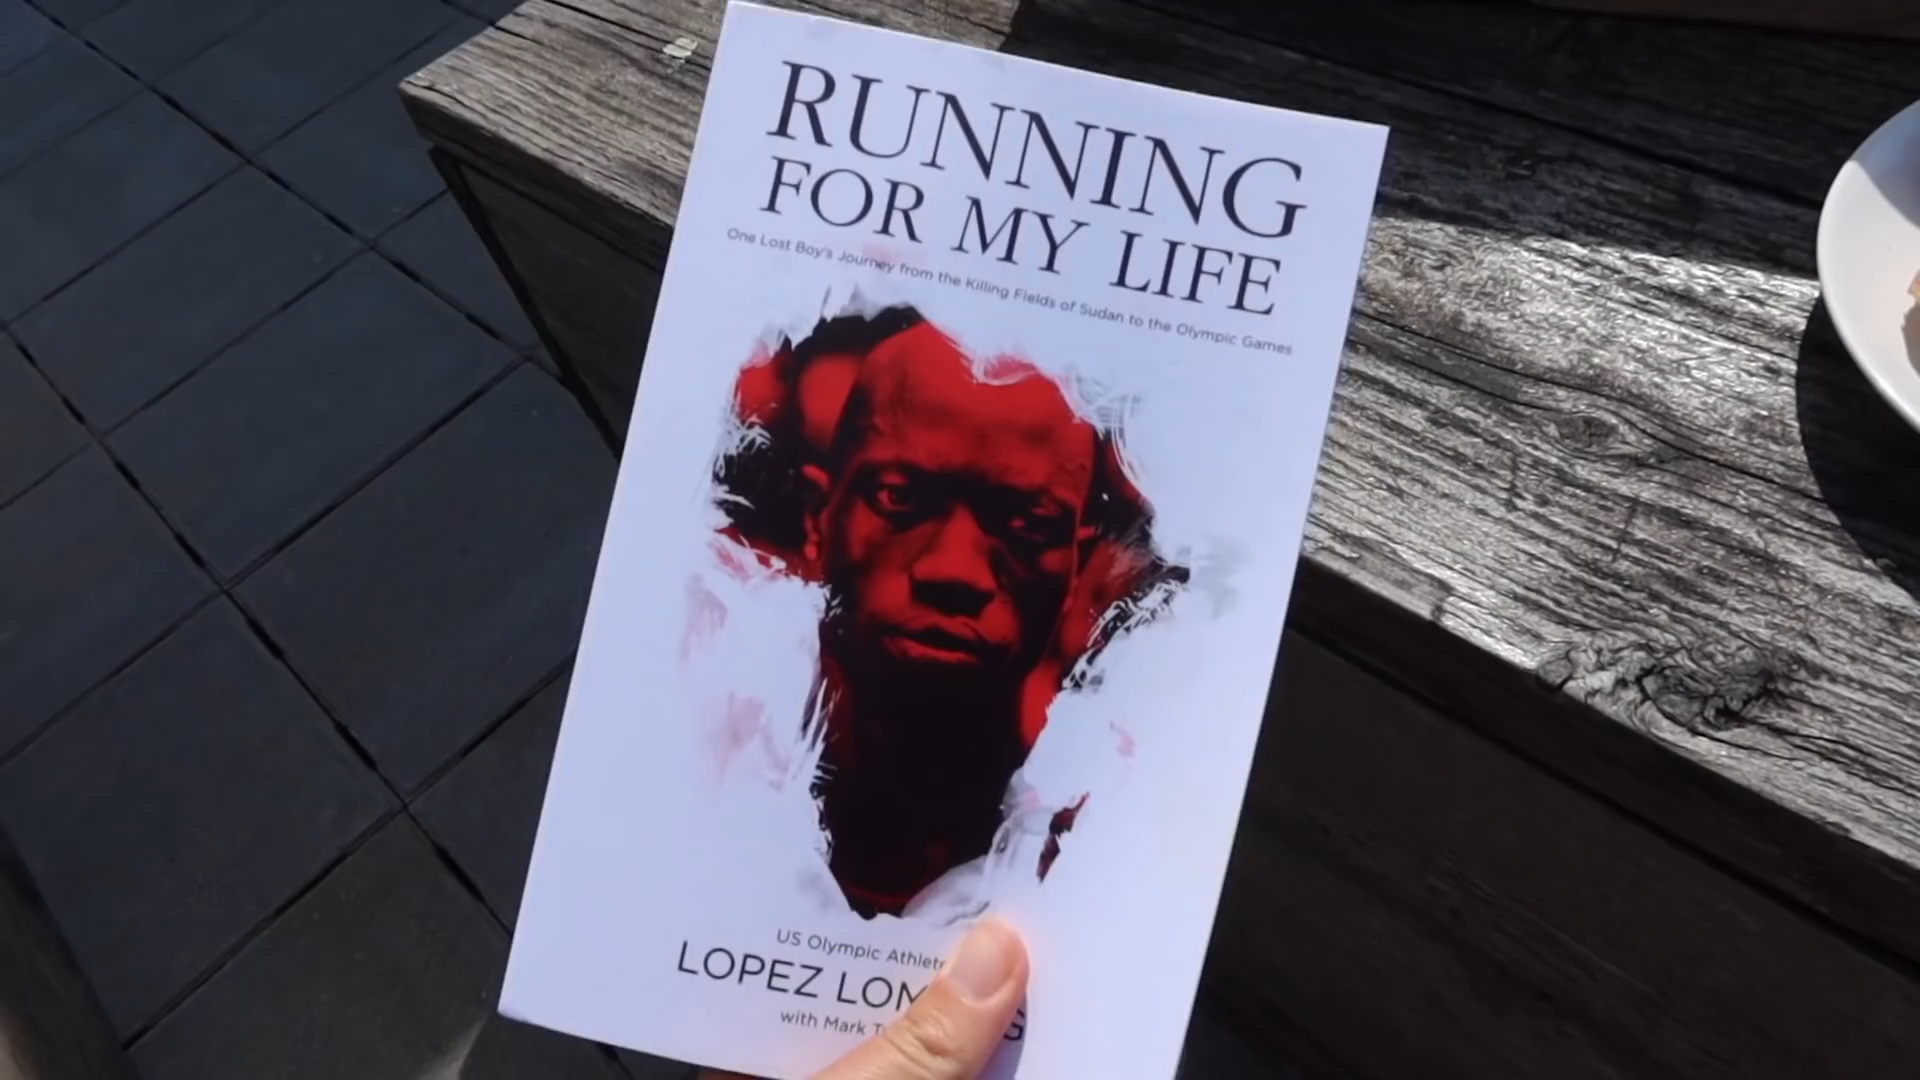 RUNNING
FOR MY LIFE
One Lost Boy's Journey from the Killing Fields of Sudan to the Olympic Games
US Olympic Athlete
LOPEZ
with Mark